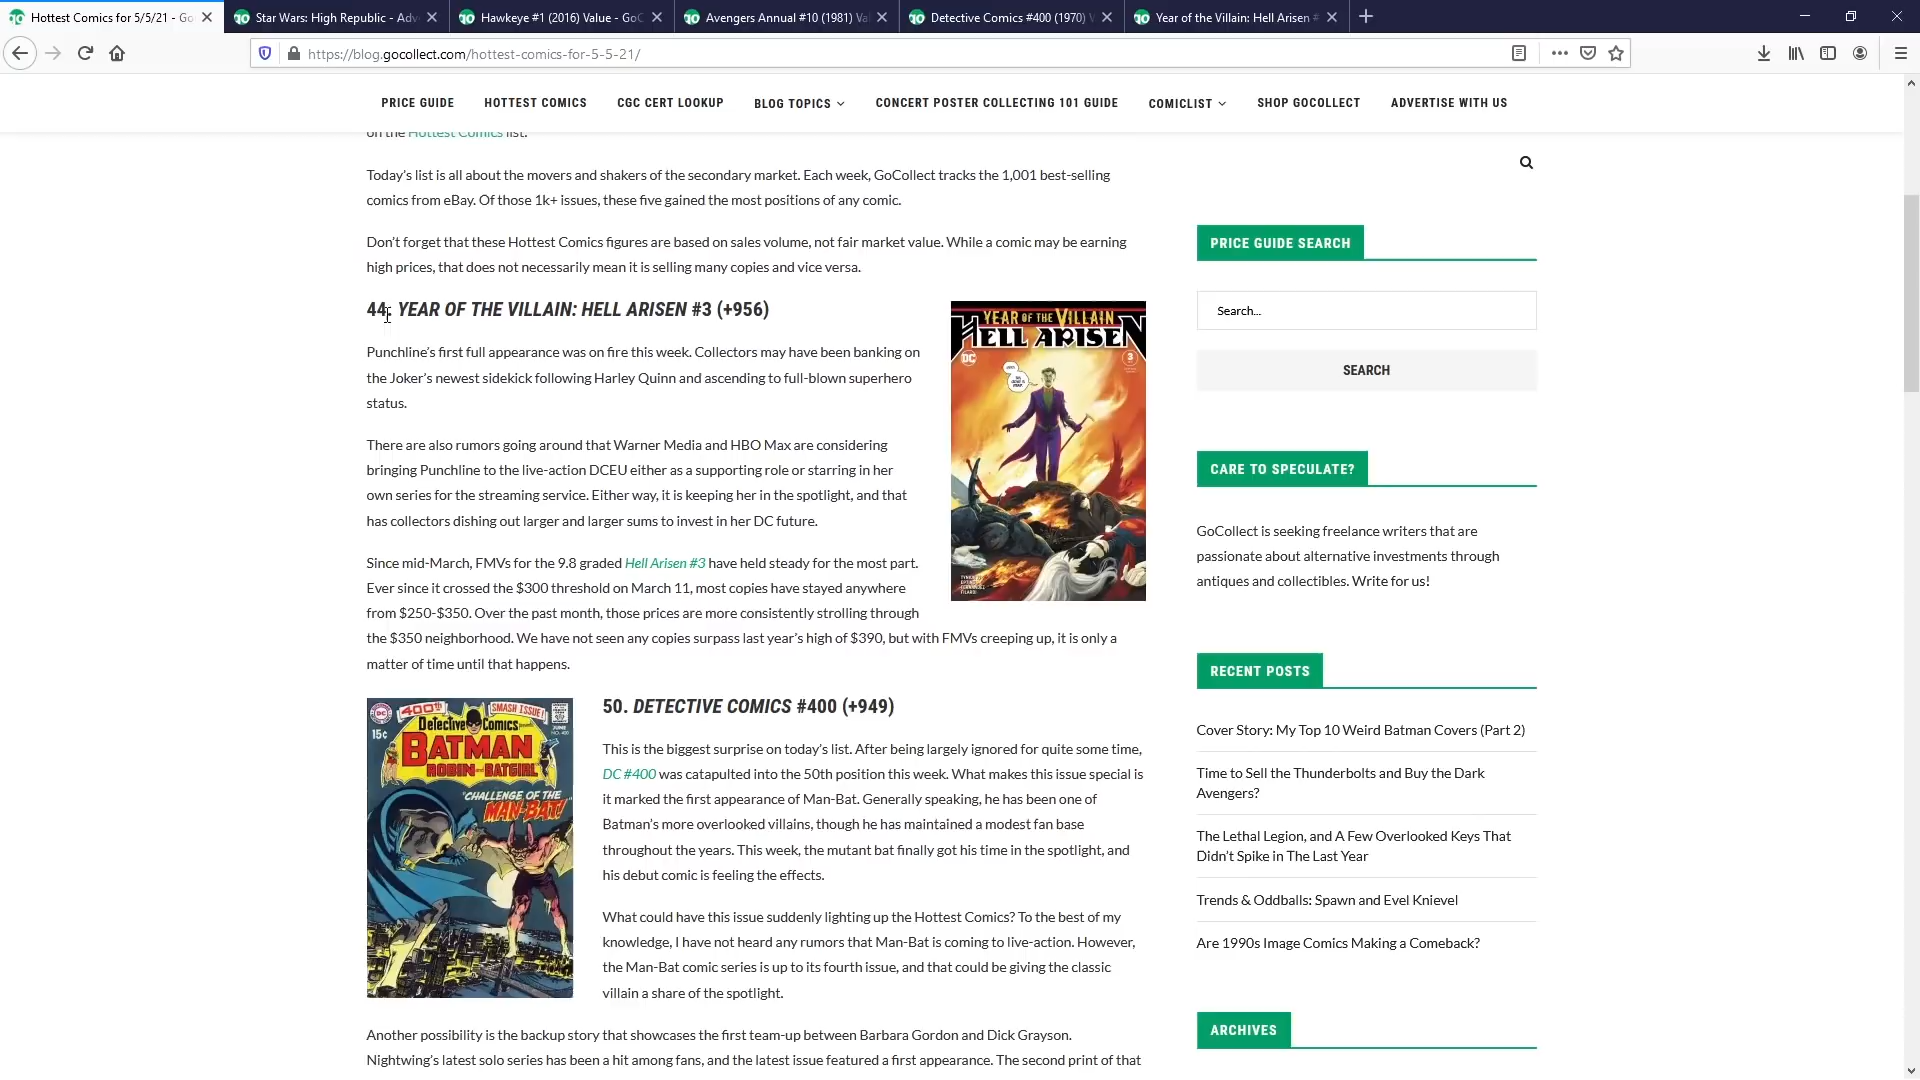 Hottest Comics for 5/5/21 - Go
Star Wars: High Republic - Adv
Hawkeye #1 (2016) Value - GoC
Avengers Annual #10 (1981) Val
Detective Comics #400 (1970) V
Year of the Villain: Hell Arisen #
https://blog.gocollect.com/hottest-comics-for-5-5-21/
PRICE GUIDE
HOTTEST COMICS
CGC CERT LOOKUP
BLOG TOPICS
CONCERT POSTER COLLECTING 101 GUIDE
COMICLIST
SHOP GOCOLLECT
ADVERTISE WITH US
on the Hottest Comics list.
Today's list is all about the movers and shakers of the secondary market. Each week, GoCollect tracks the 1,001 best-selling
comics from eBay. Of those 1k+ issues, these five gained the most positions of any comic.
Don't forget that these Hottest Comics figures are based on sales volume, not fair market value. While a comic may be earning
high prices, that does not necessarily mean it is selling many copies and vice versa.
44. YEAR OF THE VILLAIN: HELL ARISEN #3 (+956)
Punchline's first full appearance was on fire this week. Collectors may have been banking on
the Joker's newest sidekick following Harley Quinn and ascending to full-blown superhero
status.
There are also rumors going around that Warner Media and HBO Max are considering
bringing Punchline to the live-action DCEU either as a supporting role or starring in her
own series for the streaming service. Either way, it is keeping her in the spotlight, and that
has collectors dishing out larger and larger sums to invest in her DC future.
Since mid-March, FMVs for the 9.8 graded Hell Arisen #3 have held steady for the most part.
Ever since it crossed the $300 threshold on March 11, most copies have stayed anywhere
from $250-$350. Over the past month, those prices are more consistently strolling through
the $350 neighborhood. We have not seen any copies surpass last year's high of $390, but with FMVs creeping up, it is only a
matter of time until that happens.
YEAR OF THE VILLAIN
HELL ARISEN
DC
3
400th
SMASH ISSUE!
DC
15¢
Detective Comics
JUNE
NO. 400
BATMAN
ROBIN and BATGIRL
"CHALLENGE OF THE
MAN-BAT!"
50. DETECTIVE COMICS #400 (+949)
This is the biggest surprise on today's list. After being largely ignored for quite some time,
DC #400 was catapulted into the 50th position this week. What makes this issue special is
it marked the first appearance of Man-Bat. Generally speaking, he has been one of
Batman's more overlooked villains, though he has maintained a modest fan base
throughout the years. This week, the mutant bat finally got his time in the spotlight, and
his debut comic is feeling the effects.
What could have this issue suddenly lighting up the Hottest Comics? To the best of my
knowledge, I have not heard any rumors that Man-Bat is coming to live-action. However,
the Man-Bat comic series is up to its fourth issue, and that could be giving the classic
villain a share of the spotlight.
Another possibility is the backup story that showcases the first team-up between Barbara Gordon and Dick Grayson.
Nightwing's latest solo series has been a hit among fans, and the latest issue featured a first appearance. The second print of that
PRICE GUIDE SEARCH
Search...
SEARCH
CARE TO SPECULATE?
GoCollect is seeking freelance writers that are
passionate about alternative investments through
antiques and collectibles. Write for us!
RECENT POSTS
Cover Story: My Top 10 Weird Batman Covers (Part 2)
Time to Sell the Thunderbolts and Buy the Dark
Avengers?
The Lethal Legion, and A Few Overlooked Keys That
Didn't Spike in The Last Year
Trends & Oddballs: Spawn and Evel Knievel
Are 1990s Image Comics Making a Comeback?
ARCHIVES